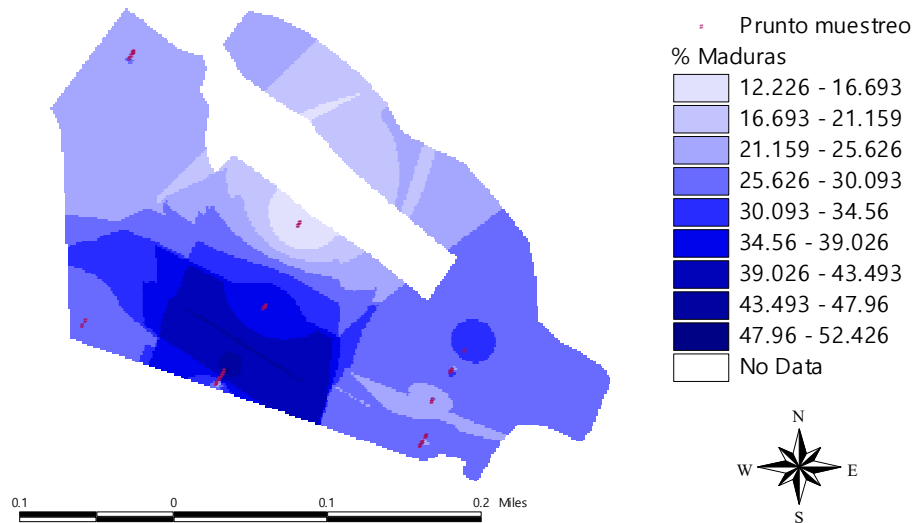 Prunto muestreo
% Maduras
12.226 - 16.693
16.693 - 21.159
21.159 - 25.626
25.626 - 30.093
30.093 - 34.56
34.56 - 39.026
39.026 - 43.493
43.493 - 47.96
47.96 - 52.426
No Data
N
W E
S
0.1 0 0.1 0.2 Miles